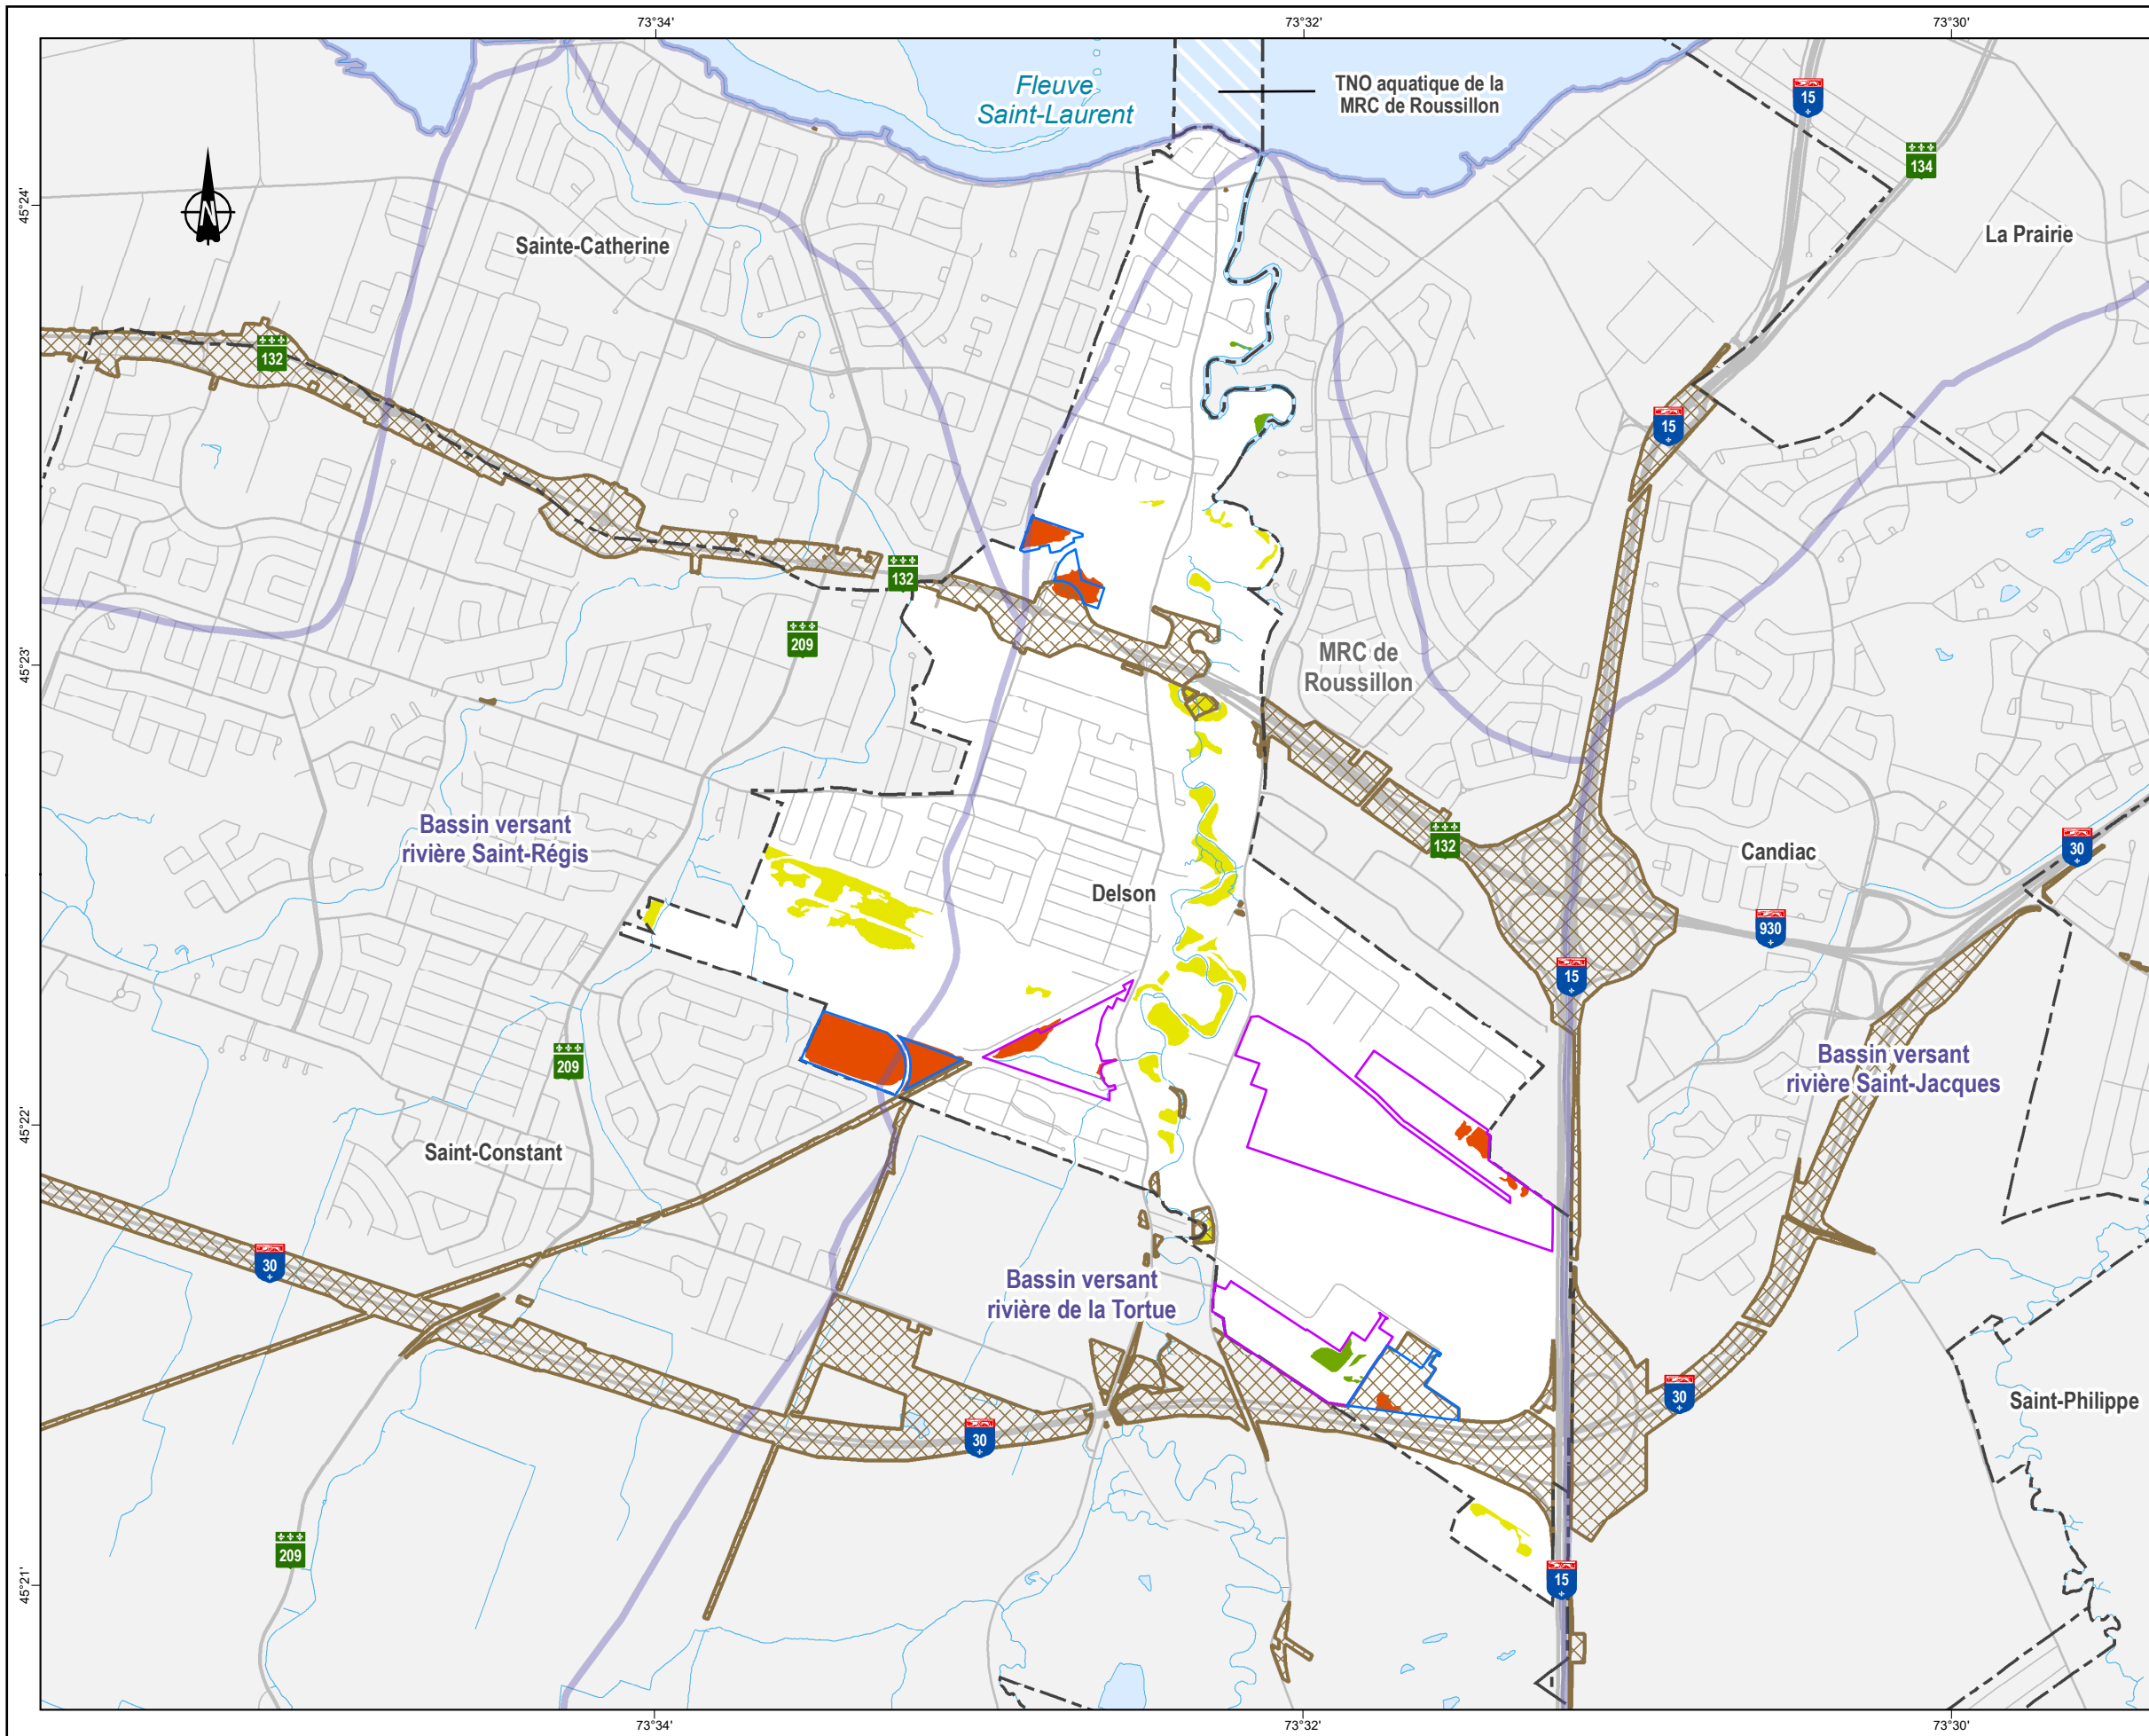 73°34'
73°32'
73°30'
Fleuve
Saint-Laurent
TNO aquatique de la
MRC de Roussillon
15
134
45°24'
N
Sainte-Catherine
La Prairie
132
15
132
209
45°23'
MRC de
Roussillon
Bassin versant
rivière Saint-Régis
132
Candiac
30
Delson
930
15
209
Bassin versant
rivière Saint-Jacques
45°22'
Saint-Constant
30
Bassin versant
rivière de la Tortue
30
Saint-Philippe
30
209
45°21'
15
73°34'
73°32'
73°30'